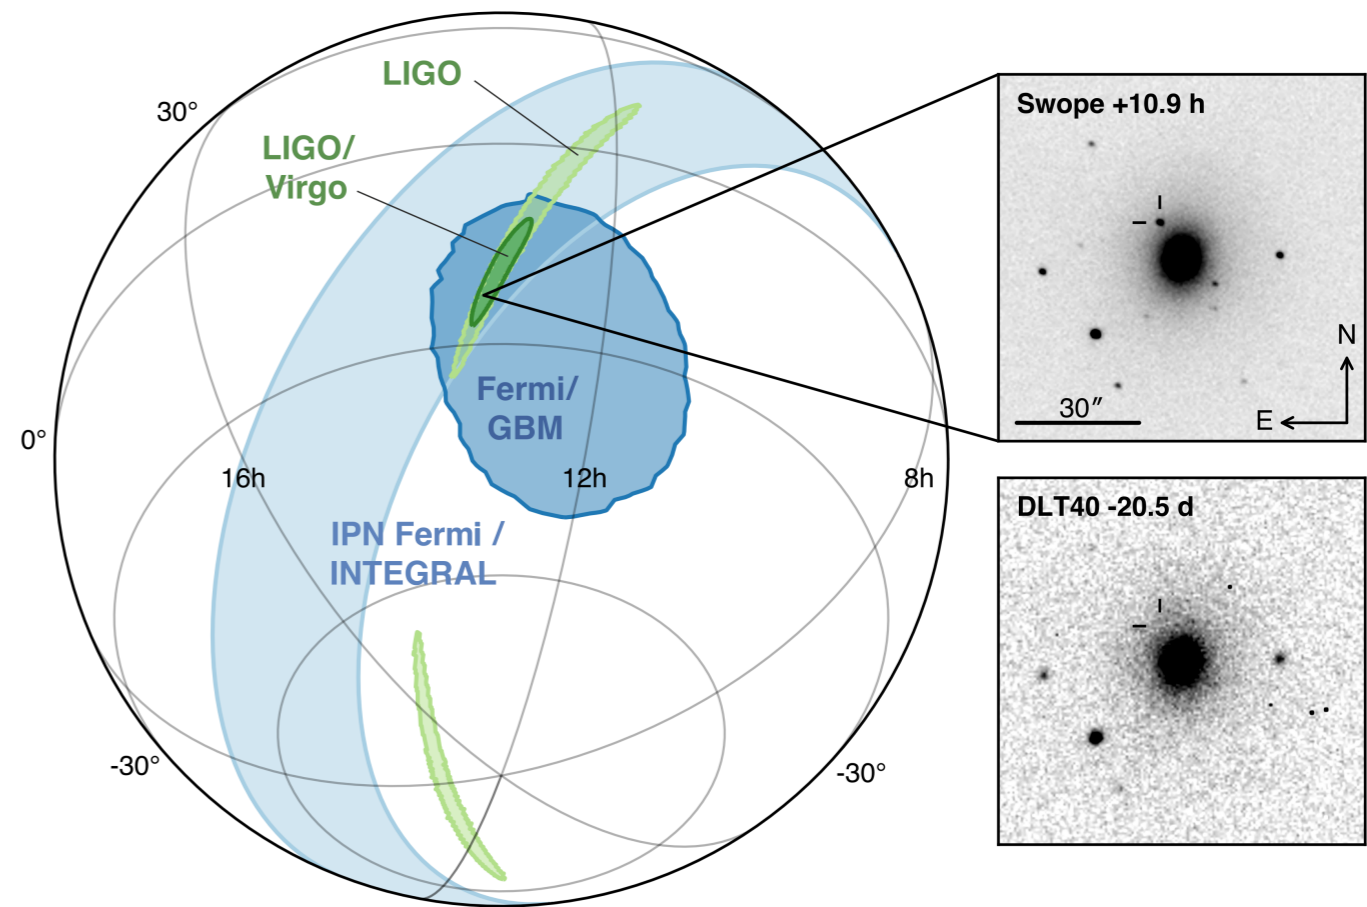 LIGO
30°
LIGO/
Virgo
Fermi/
GBM
0°
16h
12h
8h
IPN Fermi /
INTEGRAL
-30°
-30°
Swope +10.9 h
N
30″
E
DLT40 -20.5 d